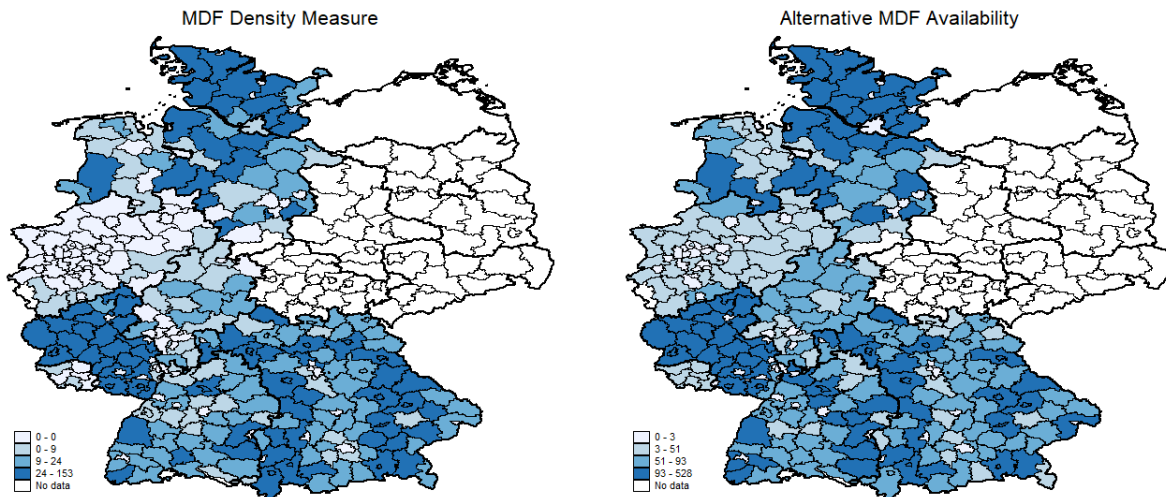 MDF Density Measure
Alternative MDF Availability
0 - 0
0 - 9
9 - 24
24 - 153
No data
0 - 3
3 - 51
51 - 93
93 - 528
No data